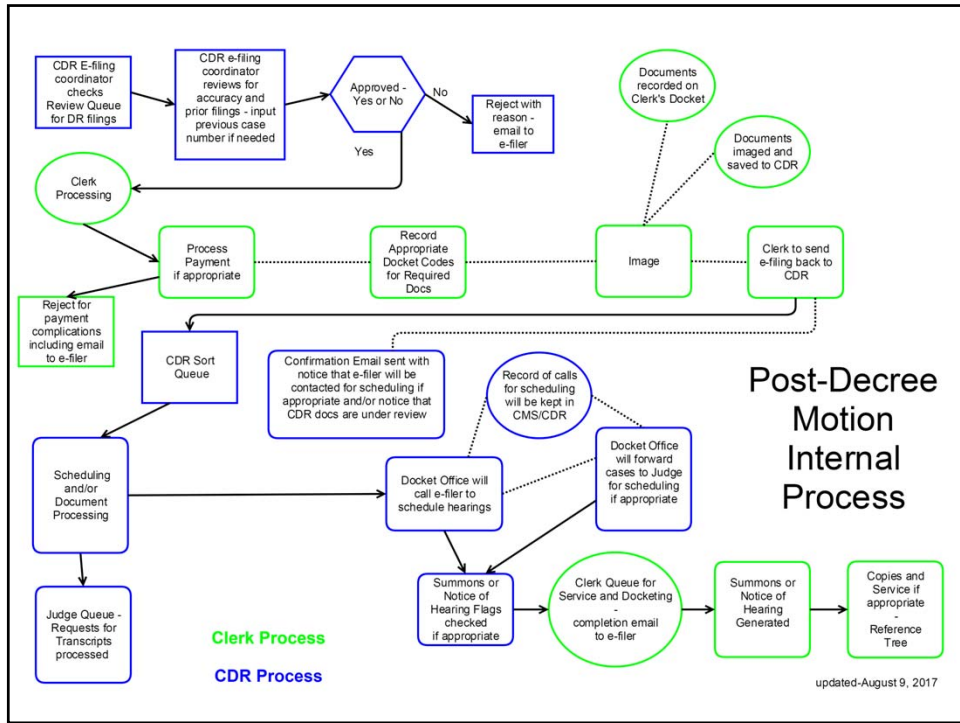 CDR E-filing
coordinator
checks
Review Queue
for DR filings
CDR e-filing
coordinator
reviews for
accuracy and
prior filings - input
previous case
number if needed
Approved -
Yes or No
No
Yes
Reject with
reason -
email to
e-filer
Documents
recorded on
Clerk's Docket
Documents
imaged and
saved to CDR
Clerk
Processing
Process
Payment
if appropriate
Record
Appropriate
Docket Codes
for Required
Docs
Image
Clerk to send
e-filing back to
CDR
Reject for
payment
complications
including email
to e-filer
CDR Sort
Queue
Confirmation Email sent with
notice that e-filer will be
contacted for scheduling if
appropriate and/or notice that
CDR docs are under review
Record of calls
for scheduling
will be kept in
CMS/CDR
Post-Decree
Motion
Internal
Process
Scheduling
and/or
Document
Processing
Docket Office will
call e-filer to
schedule hearings
Docket Office
will forward
cases to Judge
for scheduling
if appropriate
Judge Queue -
Requests for
Transcripts
processed
Summons or
Notice of
Hearing Flags
checked
if appropriate
Clerk Queue for
Service and Docketing
-
completion email
to e-filer
Summons or
Notice of
Hearing
Generated
Copies and
Service if
appropriate
-
Reference
Tree
Clerk Process
CDR Process
updated-August 9, 2017